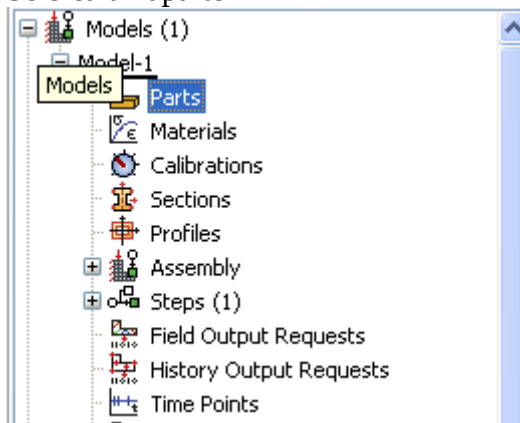 Models (1)
Model-1
Models
Parts
Materials
Calibrations
Sections
Profiles
Assembly
Steps (1)
Field Output Requests
History Output Requests
Time Points